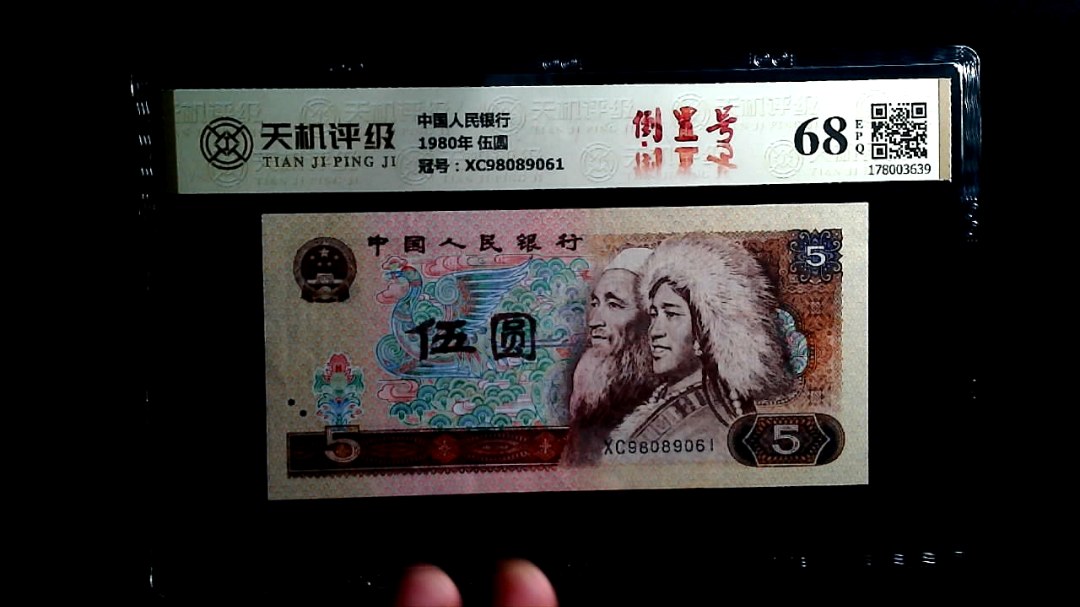 天机评级
TIAN JI PING JI
中国人民银行
1980年 伍圆
冠号：XC98089061
倒置号
68
EPQ
178003639
中国人民银行
5
伍圆
5
XC98089061
5